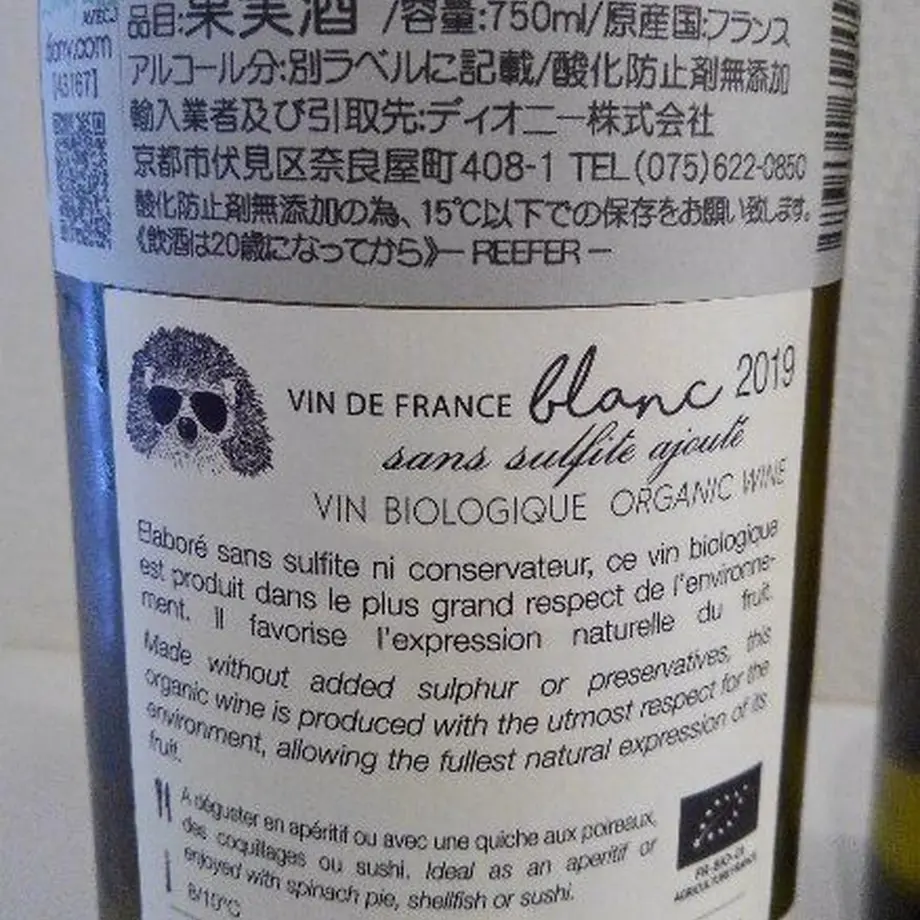 品目:果実酒 /容量:750ml/原産国:フランス
アルコール分:別ラベルに記載/酸化防止剤無添加
輸入業者及び引取先:ディオニー株式会社
京都市伏見区奈良屋町408-1 TEL(075)622-0850
酸化防止剤無添加の為、15℃以下での保存をお願い致します。
《飲酒は20歳になってから》— REEFER —
[A3167]
VIN DE FRANCE blanc 2019
sans sulfite ajouté
VIN BIOLOGIQUE ORGANIC WINE
Elaboré sans sulfite ni conservateur, ce vin biologique
est produit dans le plus grand respect de l'environne-
ment. Il favorise l'expression naturelle du fruit.
Made without added sulphur or preservatives, this
organic wine is produced with the utmost respect for the
environment, allowing the fullest natural expression of its
fruit.
A déguster en apéritif ou avec une quiche aux poireaux,
des coquillages ou sushi. Ideal as an aperitif or
enjoyed with spinach pie, shellfish or sushi.
8/10°C